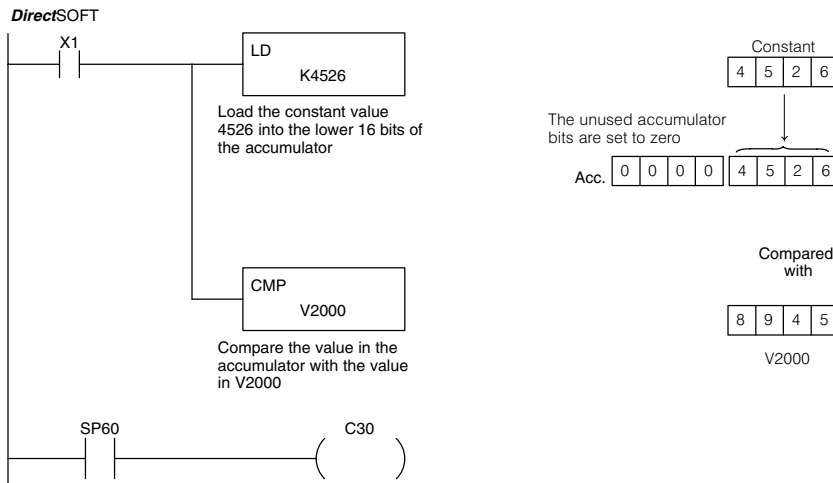 DirectSOFT
X1
LD
K4526
Load the constant value
4526 into the lower 16 bits of
the accumulator
CMP
V2000
Compare the value in the
accumulator with the value
in V2000
SP60
C30
Constant
4 5 2 6
The unused accumulator
bits are set to zero
Acc. 0 0 0 0 4 5 2 6
Compared
with
8 9 4 5
V2000